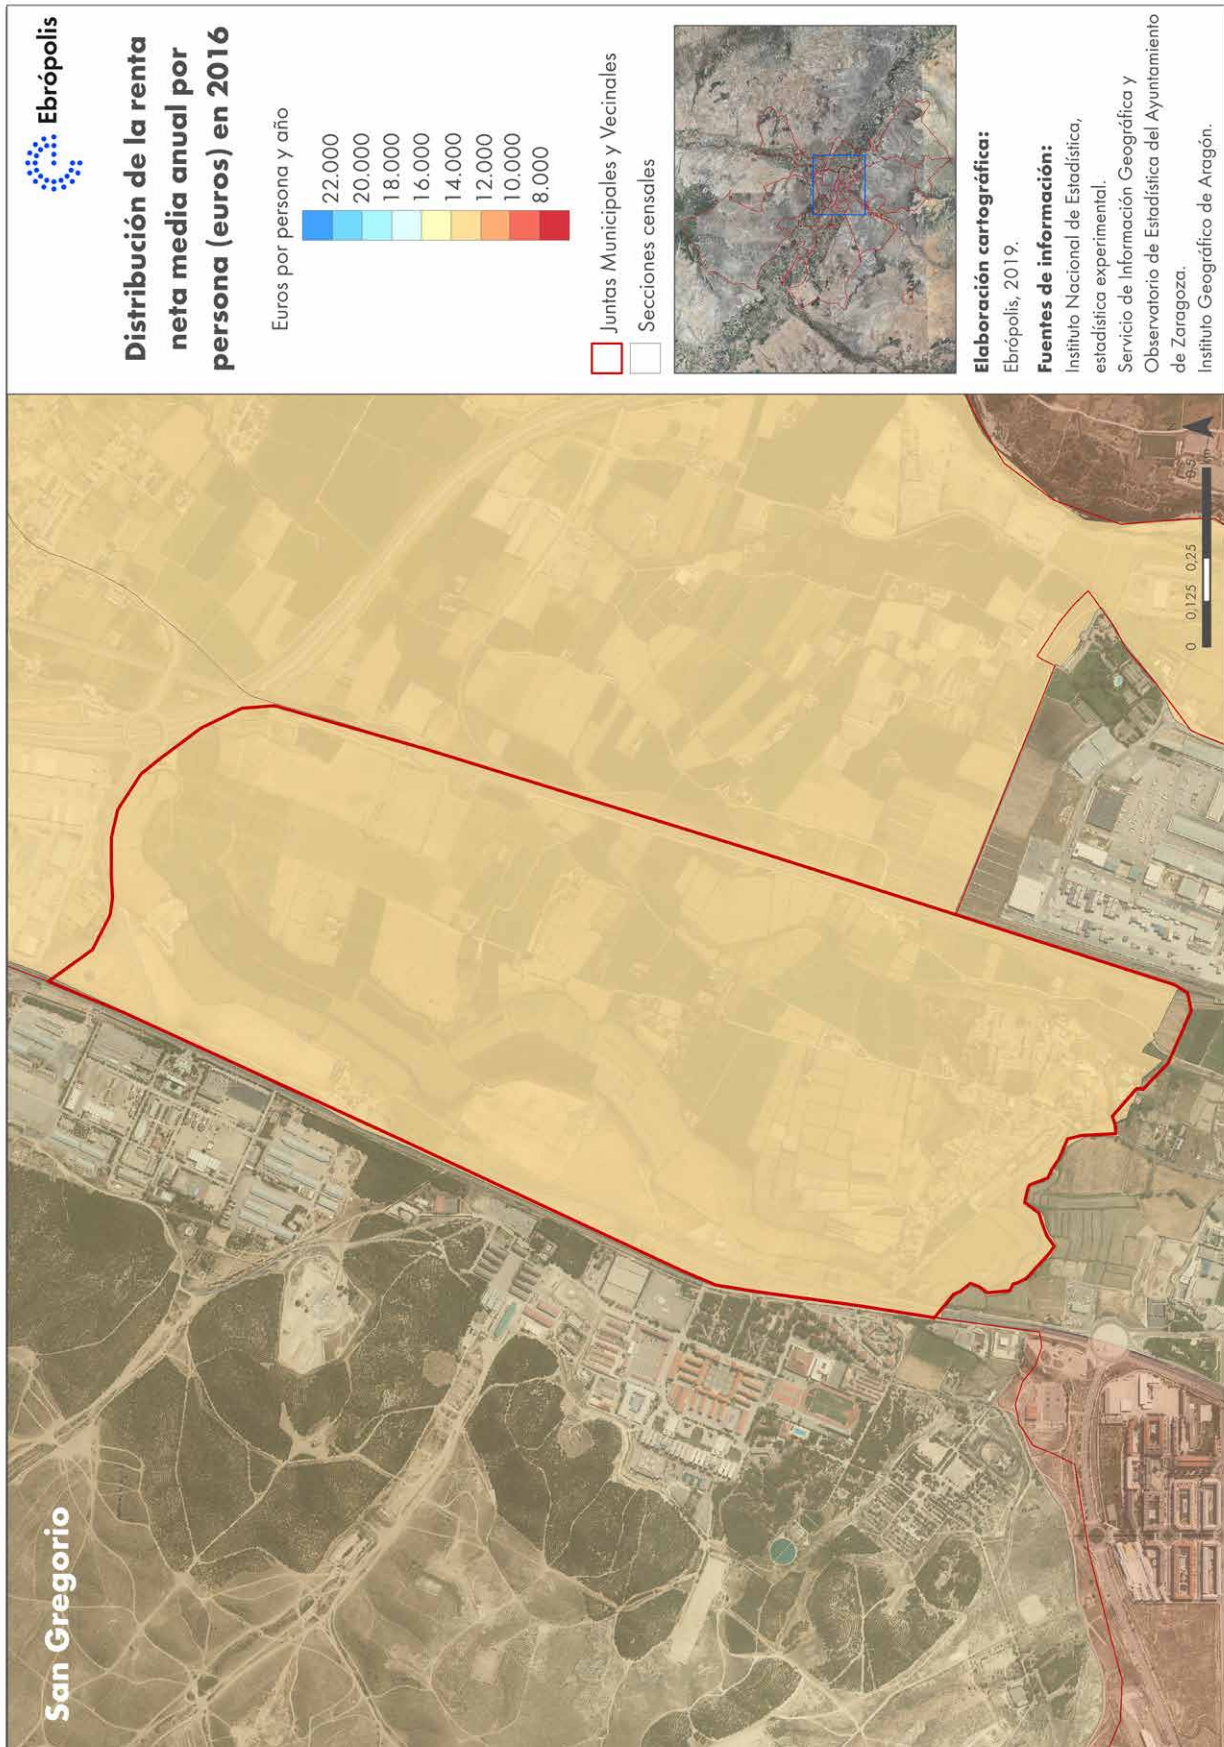 San Gregorio
Ebrópolis
Distribución de la renta
neta media anual por
persona (euros) en 2016
Euros por persona y año
22.000
20.000
18.000
16.000
14.000
12.000
10.000
8.000
Juntas Municipales y Vecinales
Secciones censales
Elaboración cartográfica:
Ebrópolis, 2019.
Fuentes de información:
Instituto Nacional de Estadística,
estadística experimental.
Servicio de Información Geográfica y
Observatorio de Estadística del Ayuntamiento
de Zaragoza.
Instituto Geográfico de Aragón.
0 0,125 0,25 0,5